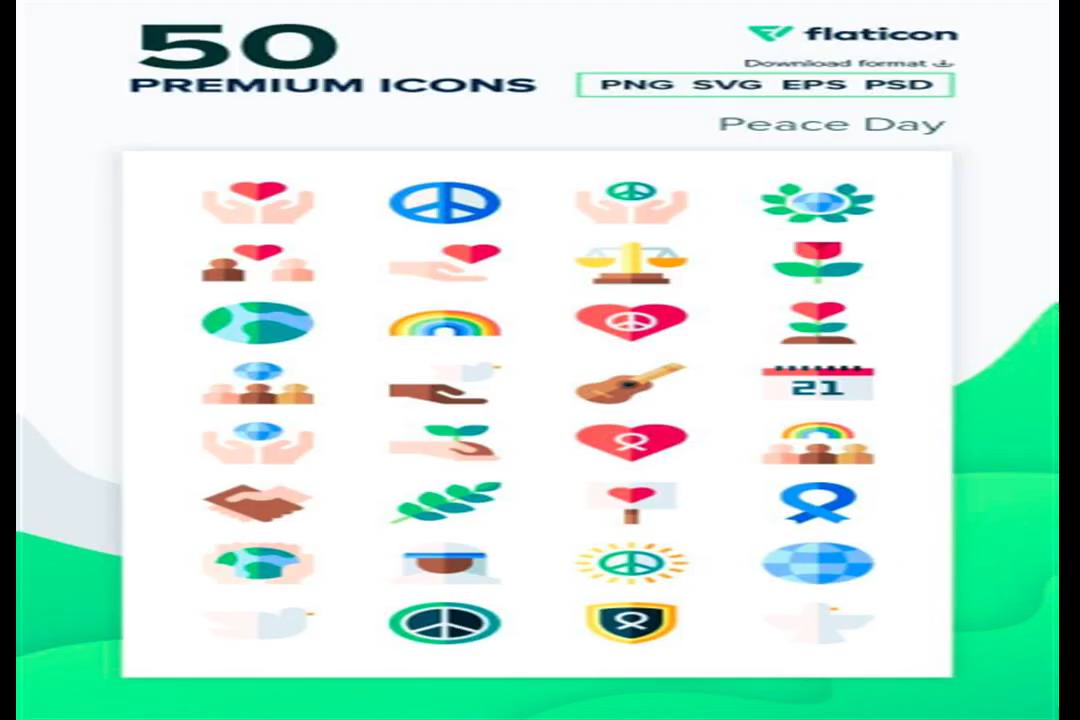 50
PREMIUM ICONS
flaticon
Download format
PNG SVG EPS PSD
Peace Day
21